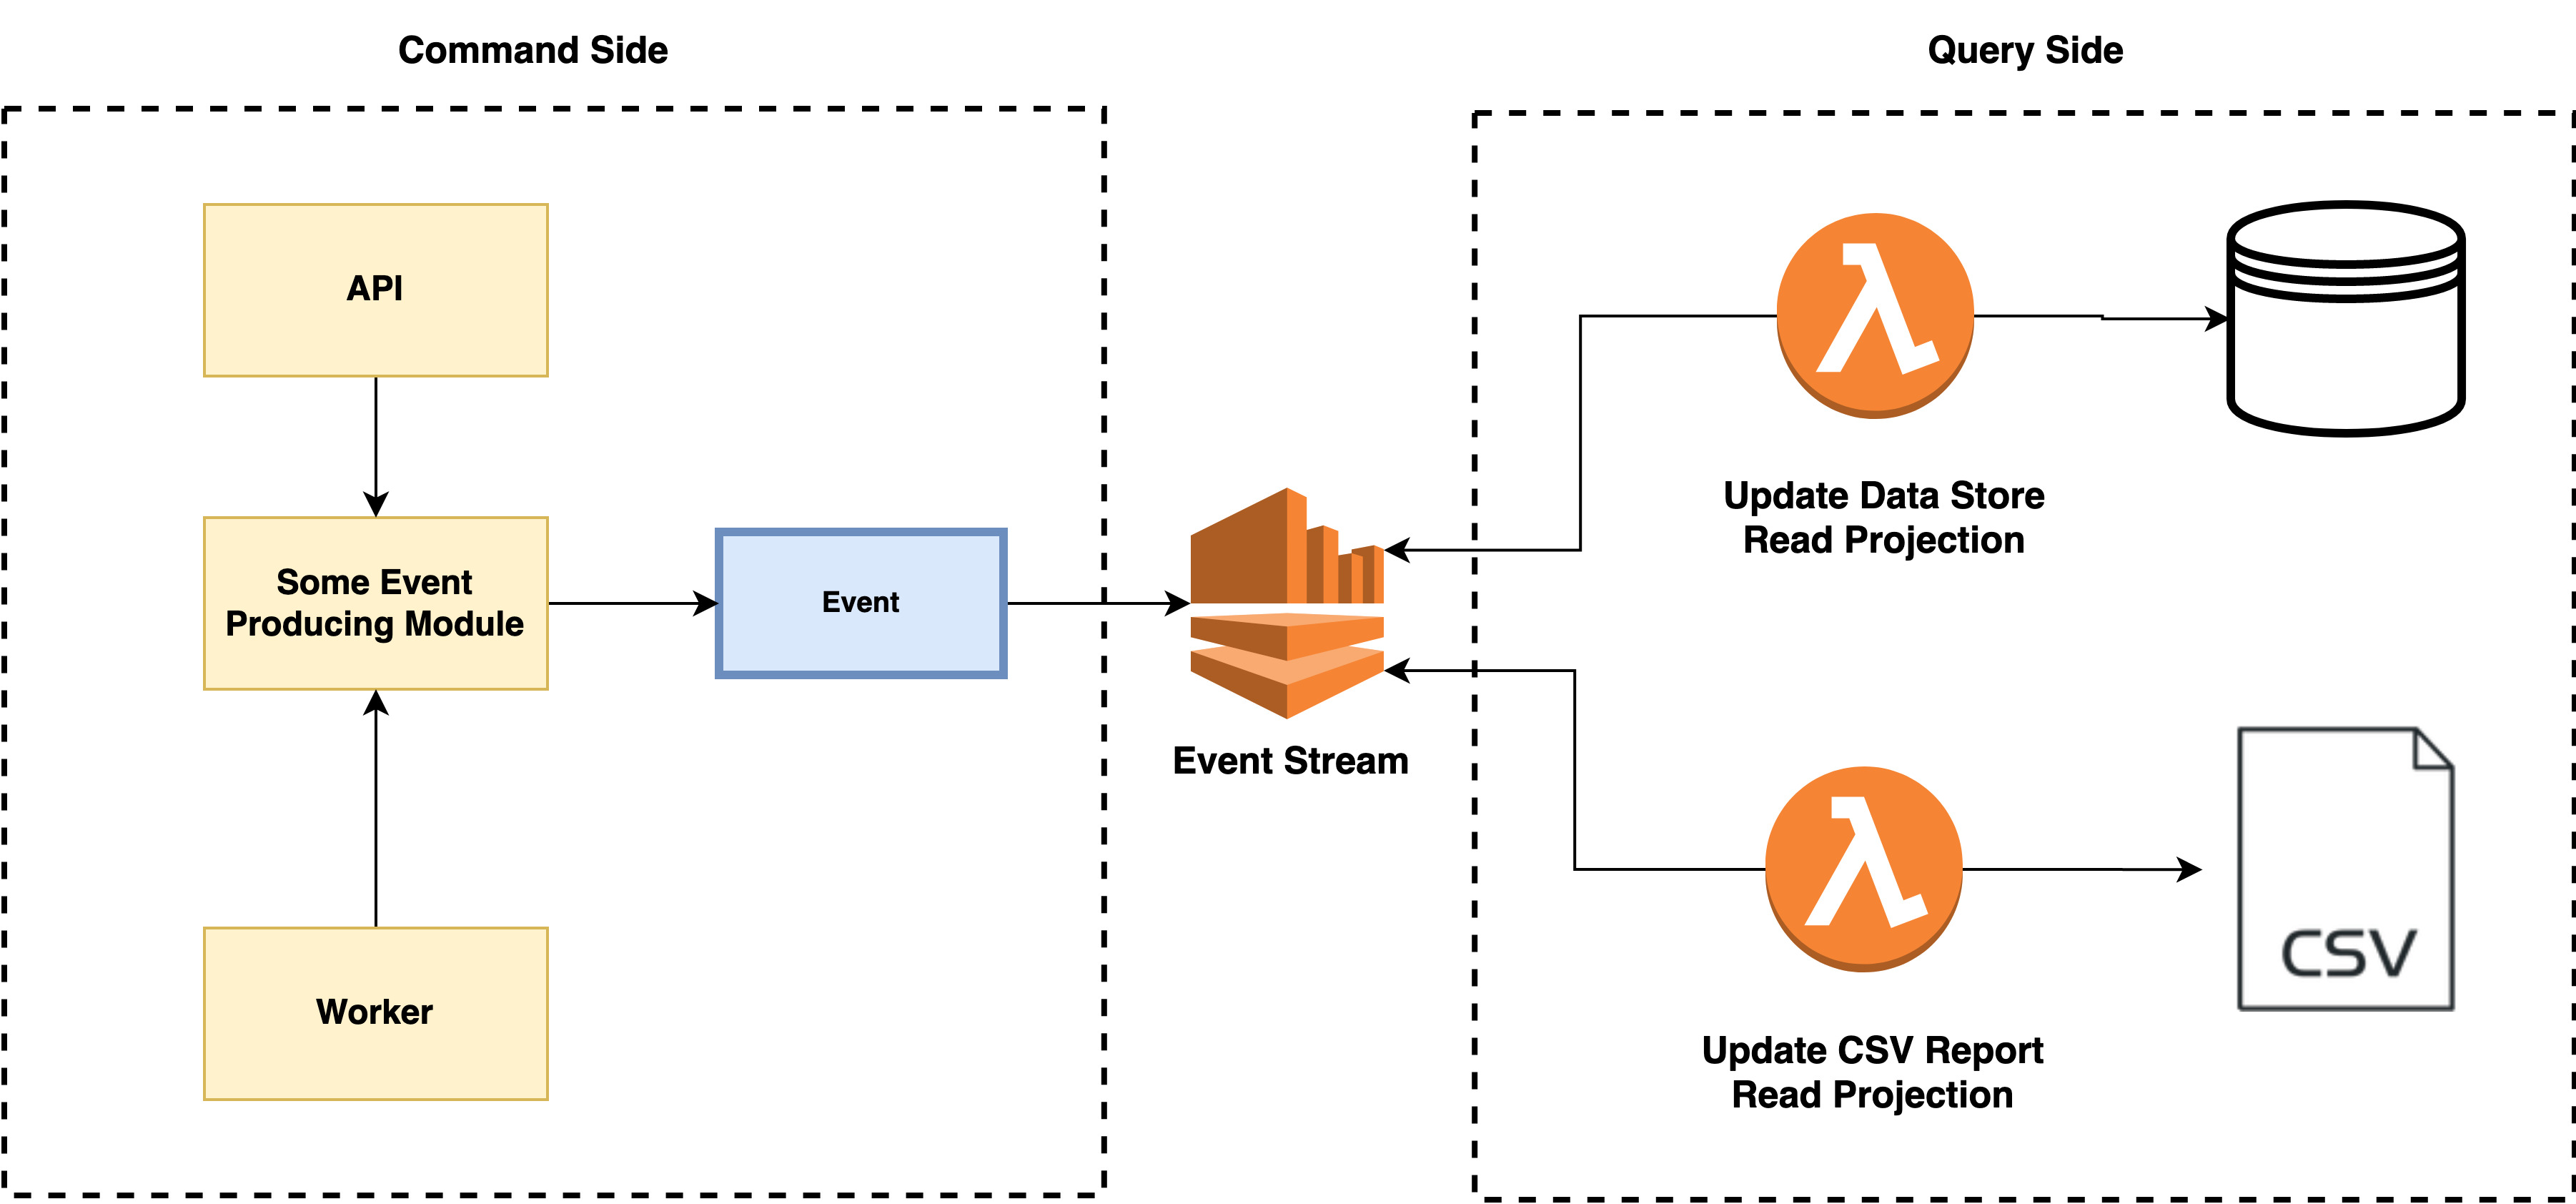 Command Side
Query Side
API
Some Event
Producing Module
Event
Worker
Event Stream
Update Data Store
Read Projection
CSV
Update CSV Report
Read Projection